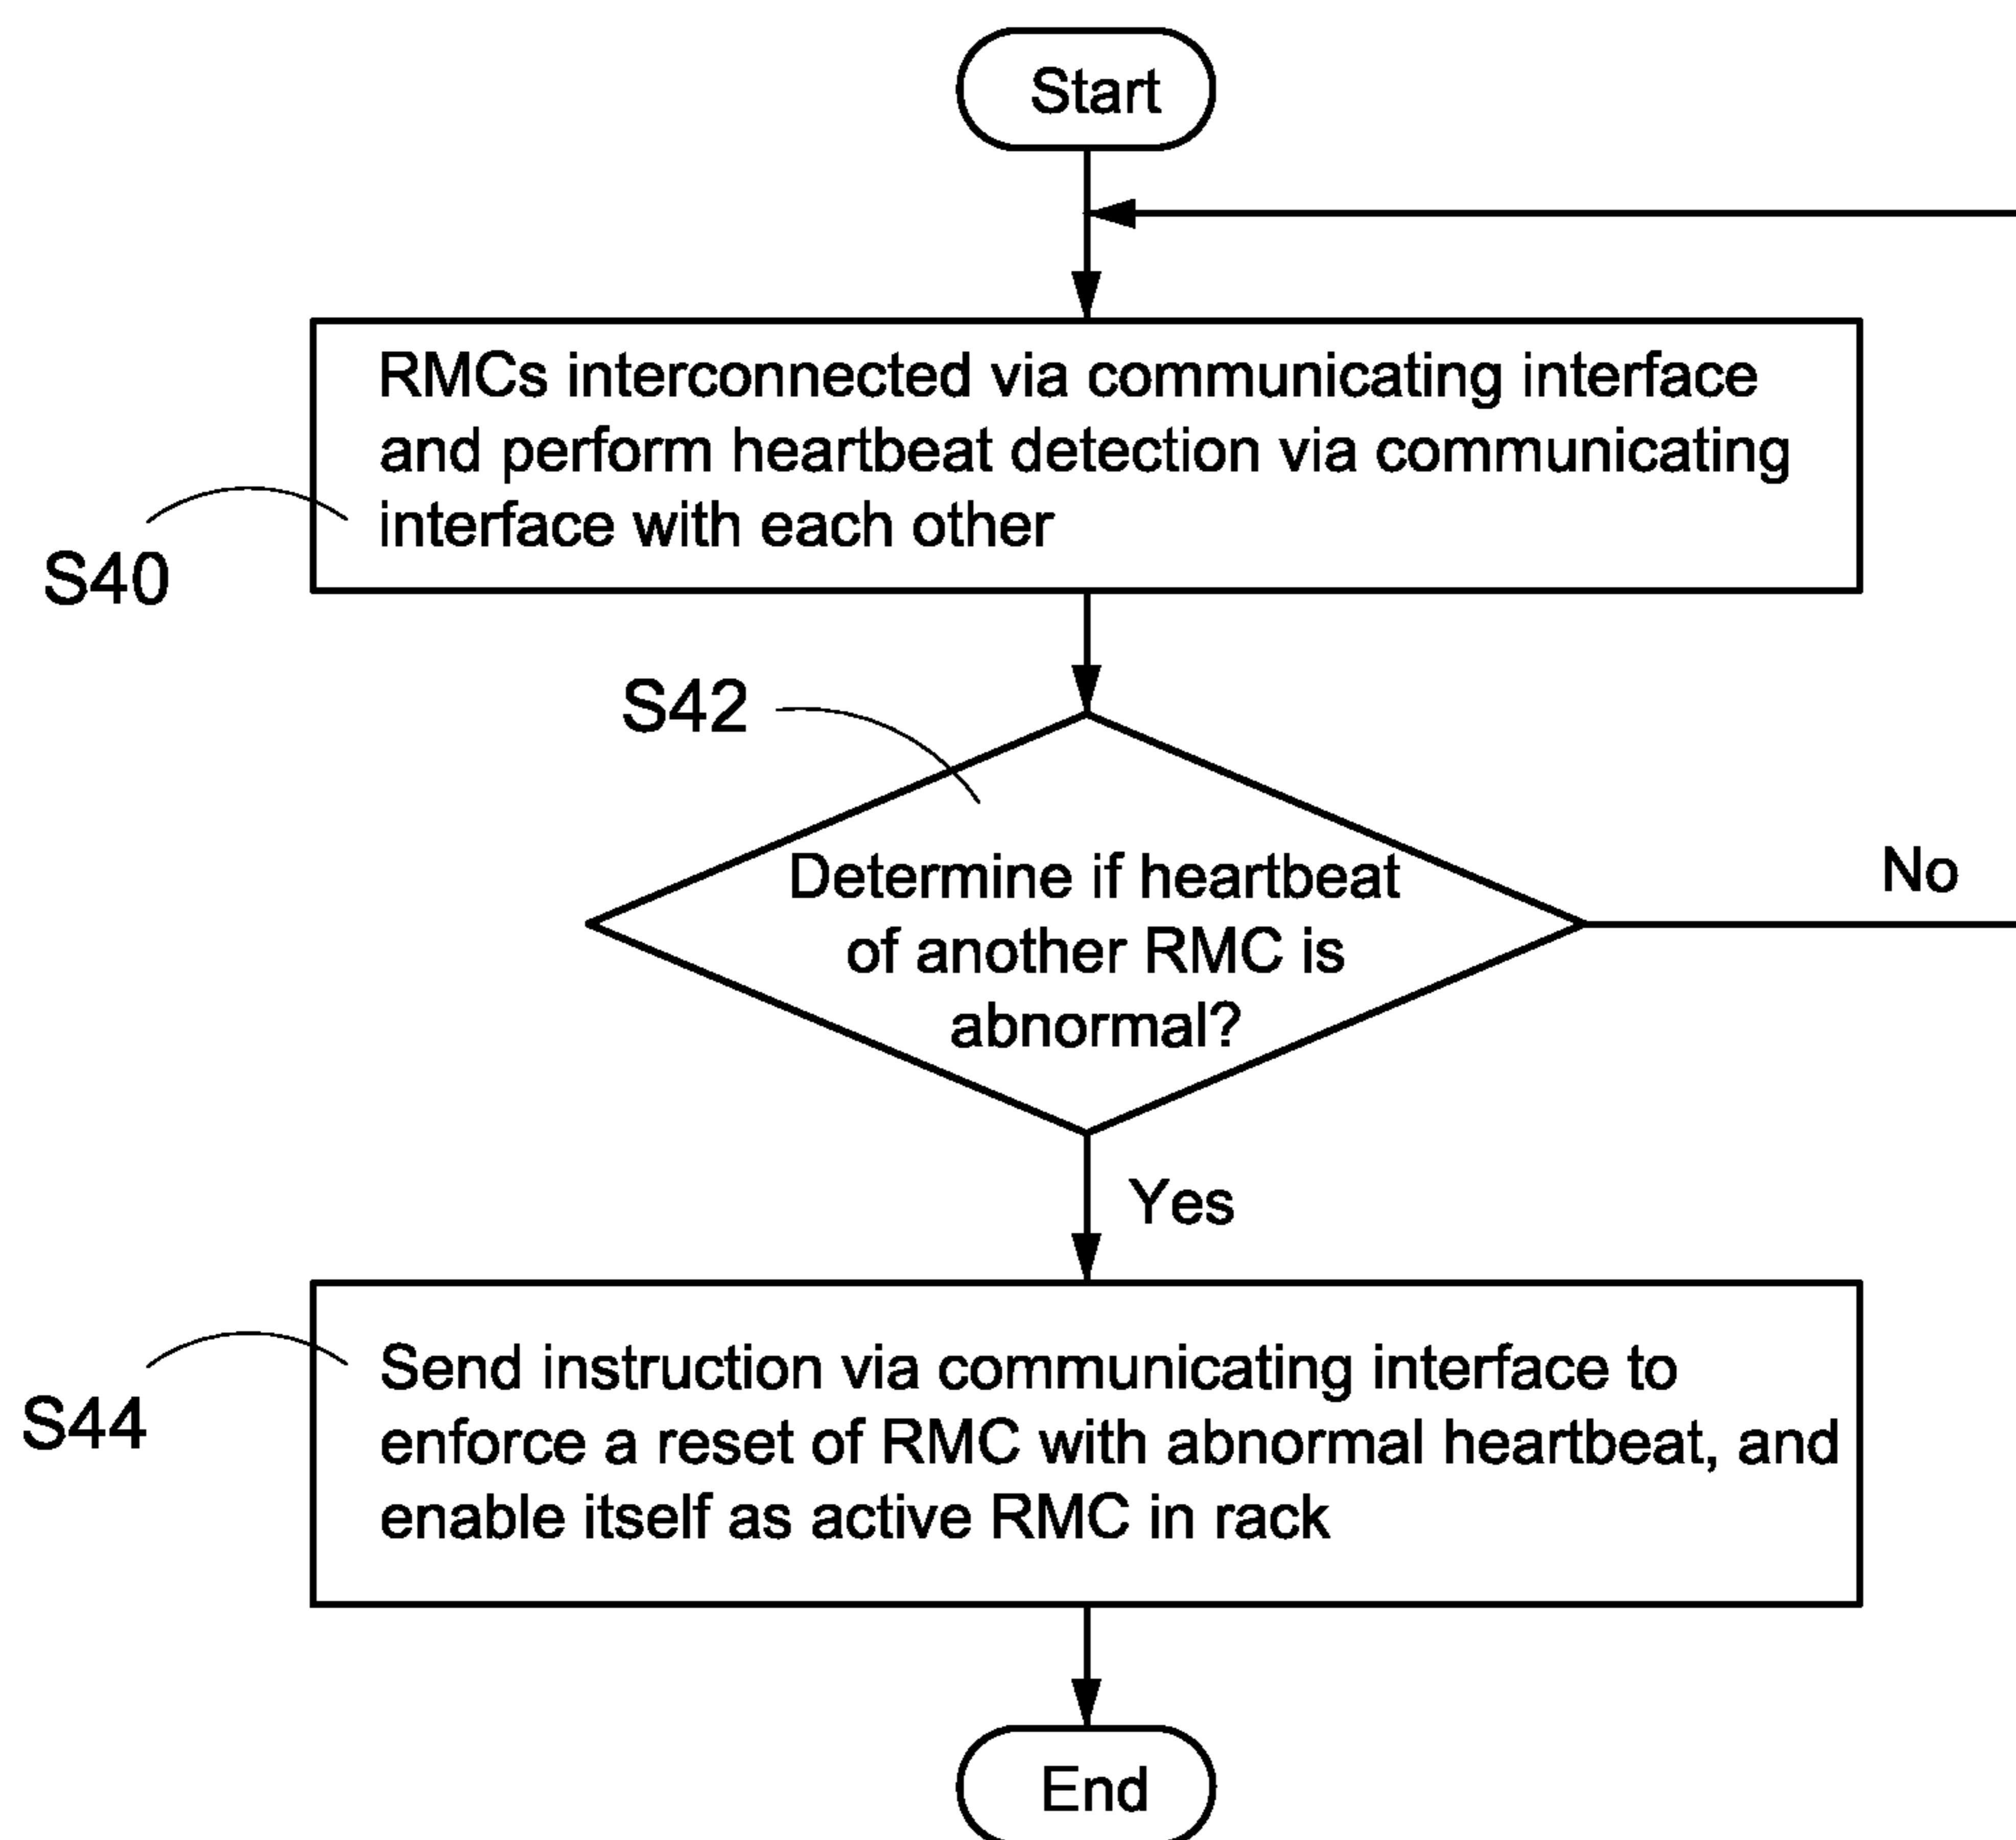 Start
RMCs interconnected via communicating interface
and perform heartbeat detection via communicating
interface with each other
S40
S42
Determine if heartbeat
of another RMC is
abnormal?
No
Yes
Send instruction via communicating interface to
enforce a reset of RMC with abnormal heartbeat, and
enable itself as active RMC in rack
S44
End